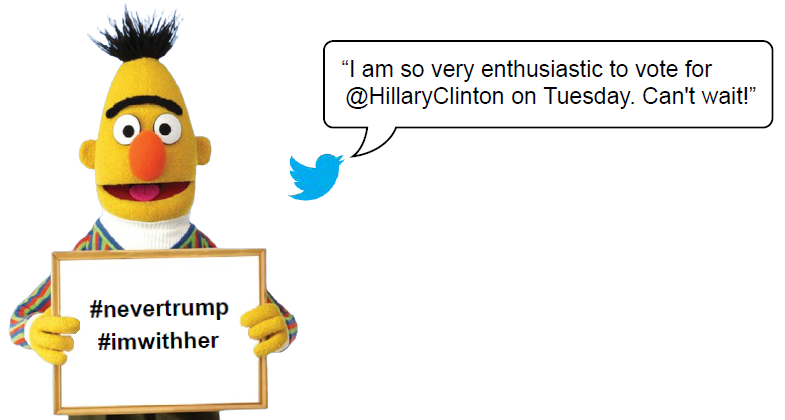 “I am so very enthusiastic to vote for
@HillaryClinton on Tuesday. Can't wait!”
#nevertrump
#imwithher